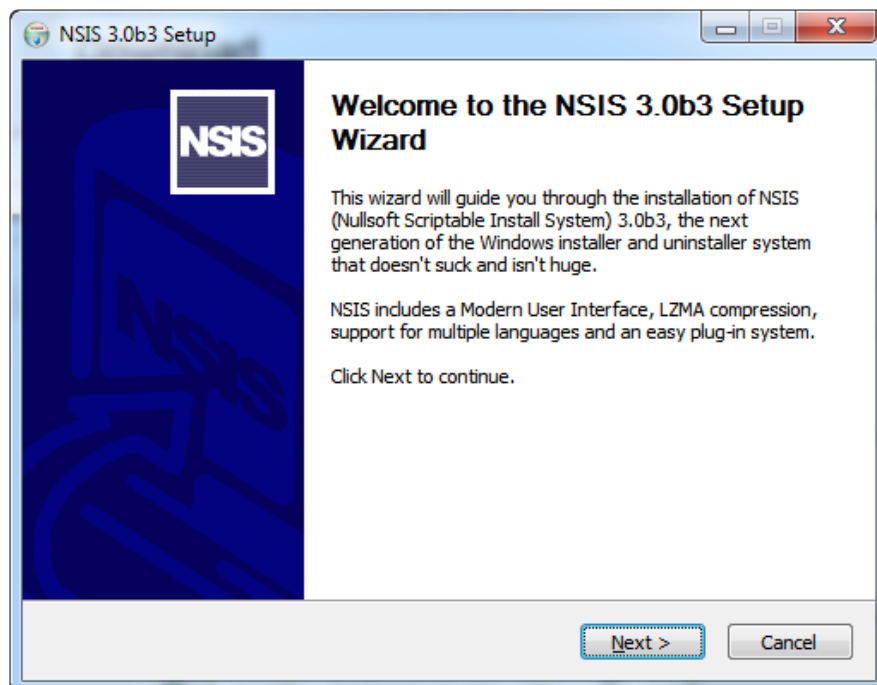 NSIS 3.0b3 Setup
NSIS
Welcome to the NSIS 3.0b3 Setup
Wizard
This wizard will guide you through the installation of NSIS
(Nullsoft Scriptable Install System) 3.0b3, the next
generation of the Windows installer and uninstaller system
that doesn't suck and isn't huge.
NSIS includes a Modern User Interface, LZMA compression,
support for multiple languages and an easy plug-in system.
Click Next to continue.
NSIS
Next >
Cancel